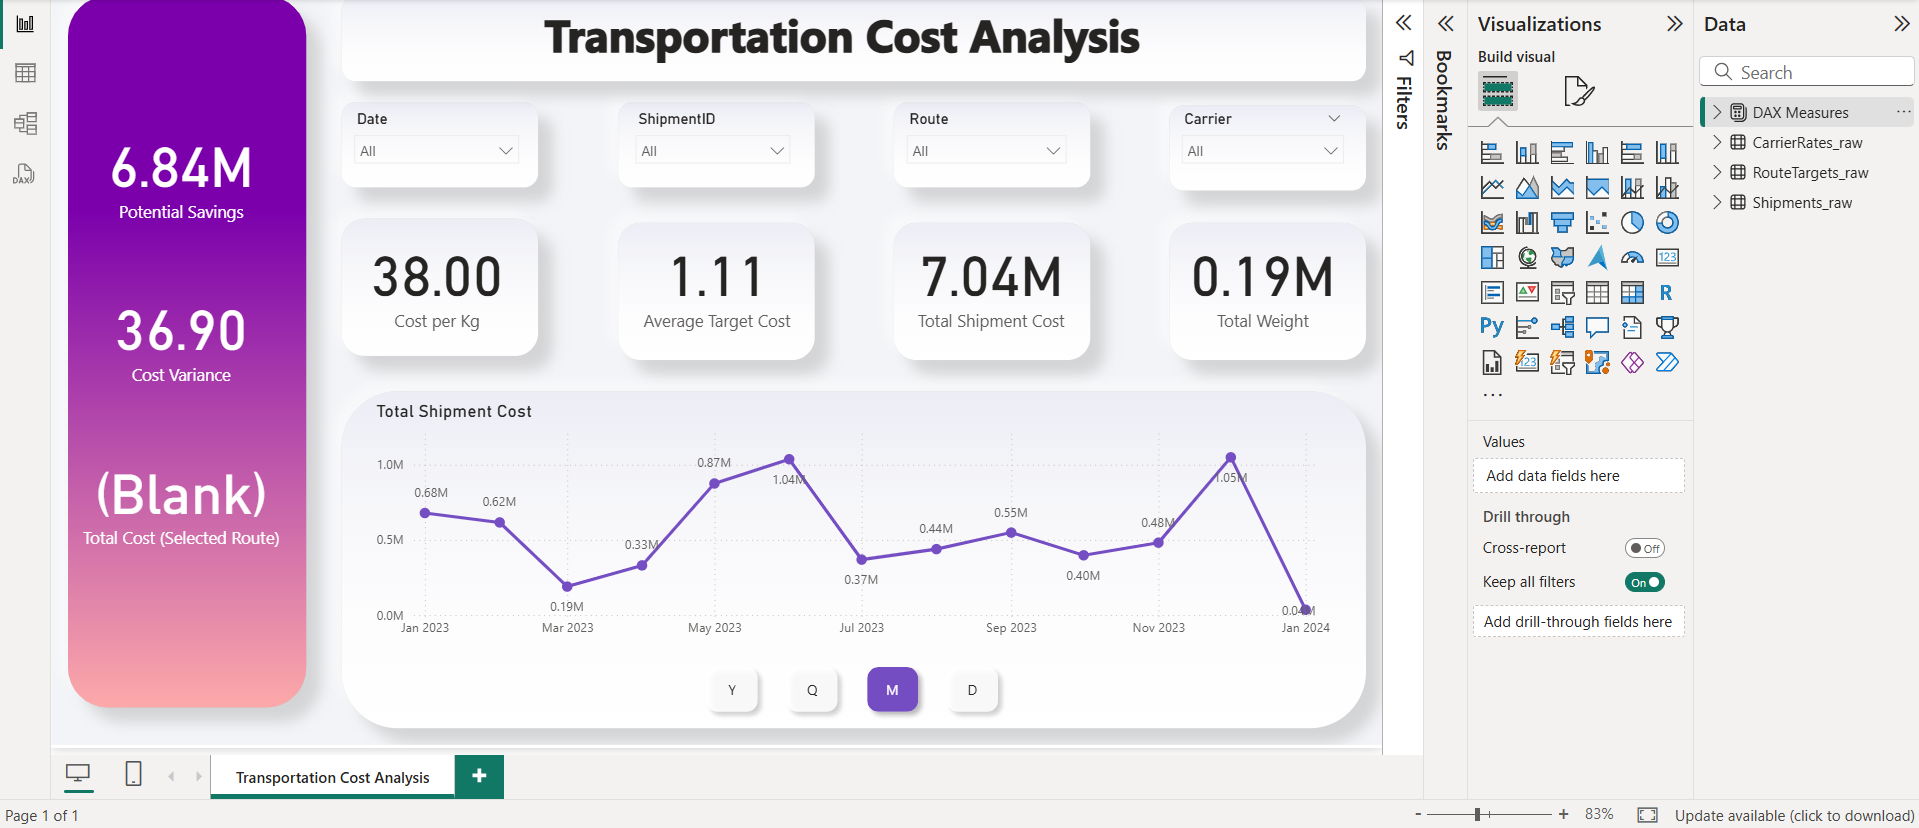 Transportation Cost Analysis
6.84M
Potential Savings
36.90
Cost Variance
(Blank)
Total Cost (Selected Route)
Date
All
ShipmentID
All
Route
All
Carrier
All
38.00
Cost per Kg
1.11
Average Target Cost
7.04M
Total Shipment Cost
0.19M
Total Weight
Total Shipment Cost
1.0M
0.5M
0.0M
0.68M
0.62M
0.19M
0.33M
0.87M
1.04M
0.37M
0.44M
0.55M
0.40M
0.48M
1.05M
0.04M
Jan 2023
Mar 2023
May 2023
Jul 2023
Sep 2023
Nov 2023
Jan 2024
Y
Q
M
D
Filters
Bookmarks
Visualizations
Build visual
123
R
Py
123
...
Values
Add data fields here
Drill through
Cross-report
Off
Keep all filters
On
Add drill-through fields here
Data
Search
DAX Measures
...
CarrierRates_raw
RouteTargets_raw
Shipments_raw
DAX
Transportation Cost Analysis
+
Page 1 of 1
- + 83%
Update available (click to download)